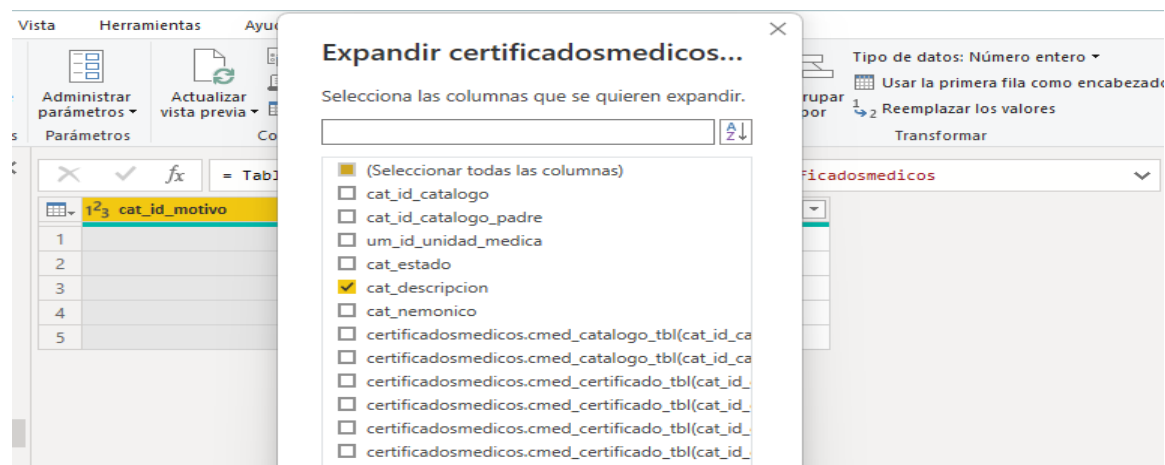 Vista Herramientas
Expandir certificadosmedicos...
Selecciona las columnas que se quieren expandir.
Administrar parámetros
Actualizar vista previa
Parámetros
Tipo de datos: Número entero
Usar la primera fila como
Reemplazar los valores
por
Transformar
fx
=
(Seleccionar todas las columnas)
cat_id_catalogo
cat_id_catalogo_padre
um_id_unidad_medica
cat_estado
cat_descripcion
cat_nemonico
certificadosmedicos.cmed_catalogo_tbl(cat_id_ca
certificadosmedicos.cmed_catalogo_tbl(cat_id_ca
certificadosmedicos.cmed_certificado_tbl(cat_id_
certificadosmedicos.cmed_certificado_tbl(cat_id_
certificadosmedicos.cmed_certificado_tbl(cat_id_
certificadosmedicos.cmed_certificado_tbl(cat_id_
ficadosmedicos
123 cat_id_motivo
1
2
3
4
5